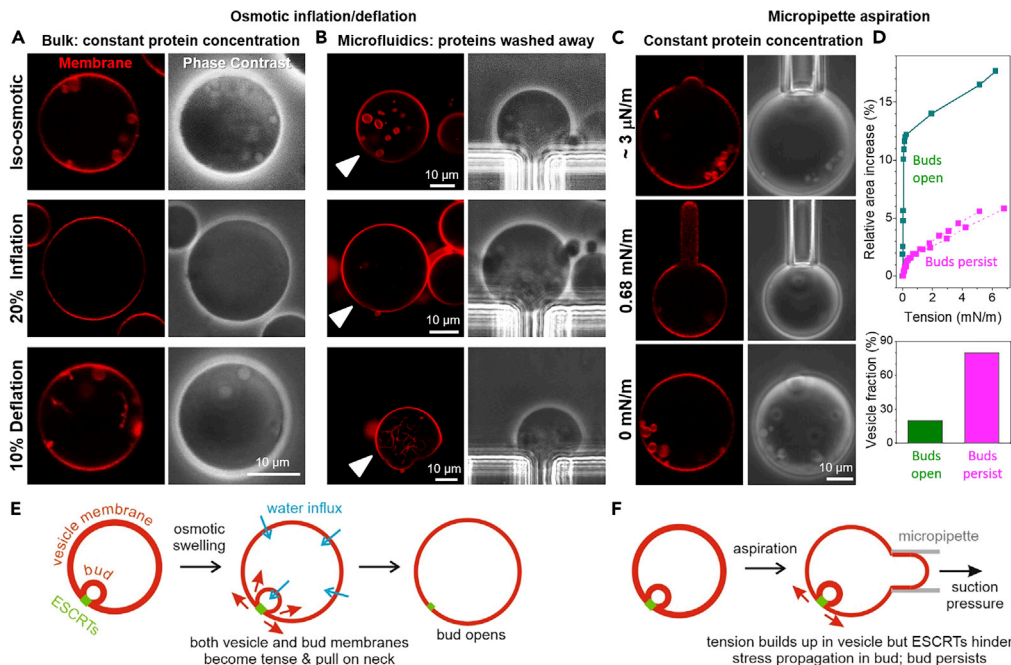 Osmotic inflation/deflation
Micropipette aspiration
A Bulk: constant protein concentration
B Microfluidics: proteins washed away
C Constant protein concentration
D
Membrane
Phase Contrast
Iso-osmotic
10 µm
20% Inflation
10 µm
10% Deflation
10 µm
10 µm
~ 3 µN/m
0.68 mN/m
0 mN/m
10 µm
Relative area increase (%)
15
10
5
0
Buds
open
Buds persist
0 2 4 6
Tension (mN/m)
Vesicle fraction (%)
90
60
30
0
Buds
open
Buds
persist
E
vesicle membrane
bud
ESCRTs
osmotic
swelling
water influx
both vesicle and bud membranes
become tense & pull on neck
bud opens
F
aspiration
micropipette
suction
pressure
tension builds up in vesicle but ESCRTs hinder
stress propagation in bud; bud persists